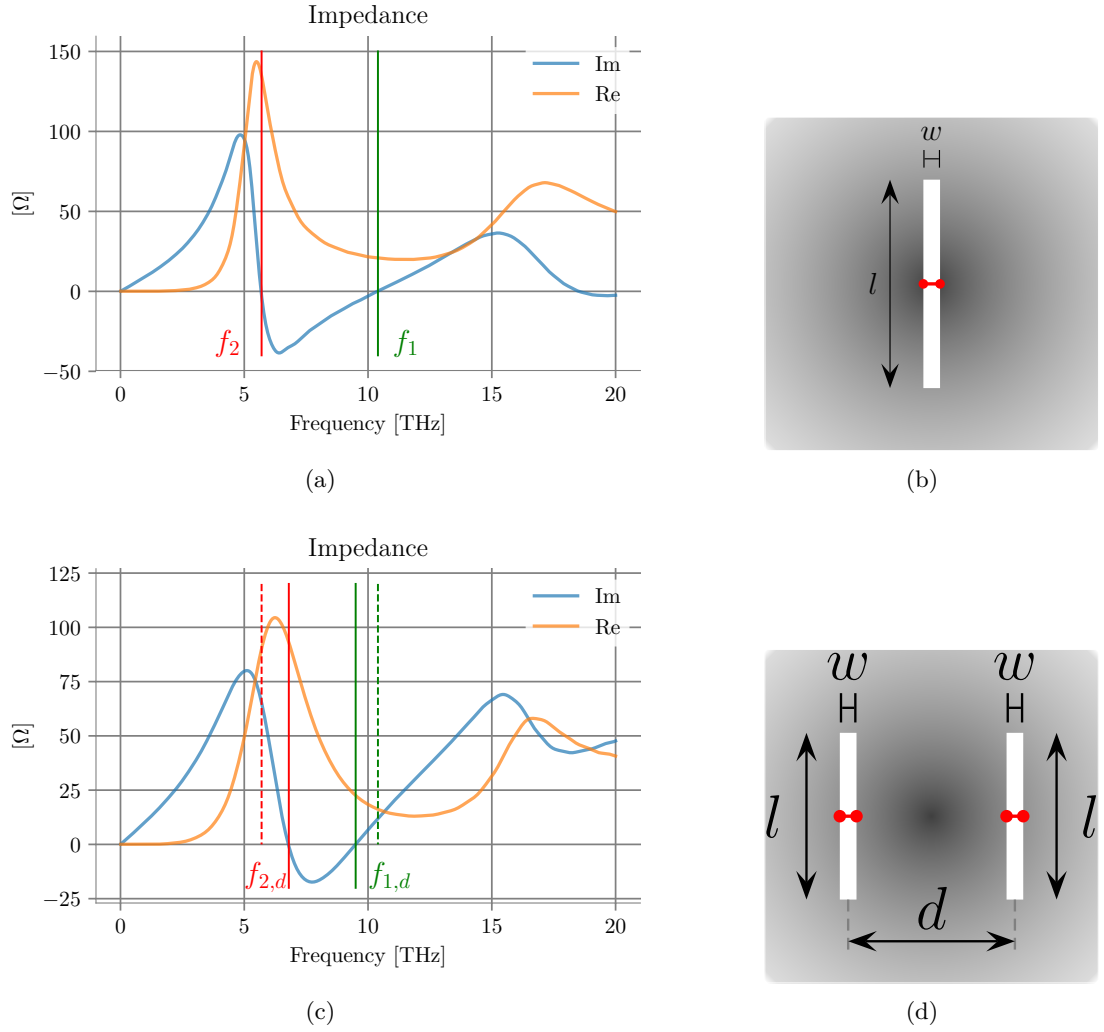 Impedance
150
100
50
0
−50
[Ω]
Im
Re
f2
f1
0 5 10 15 20
Frequency [THz]
(a)
w
l
(b)
Impedance
125
100
75
50
25
0
−25
[Ω]
Im
Re
f2,d
f1,d
0 5 10 15 20
Frequency [THz]
(c)
w w
l l
d
(d)